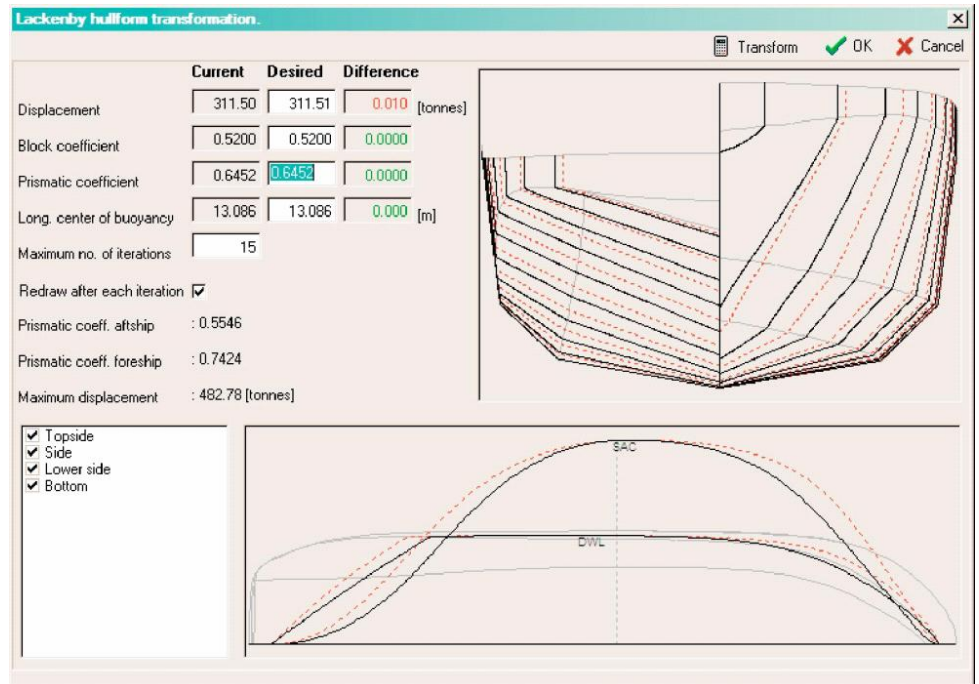 Lackenby hullform transformation.
Transform OK Cancel
Current Desired Difference
Displacement 311.50 311.51 0.010 [tonnes]
Block coefficient 0.5200 0.5200 0.0000
Prismatic coefficient 0.6452 0.6452 0.0000
Long. center of buoyancy 13.086 13.086 0.000 [m]
Maximum no. of iterations 15
Redraw after each iteration
Prismatic coeff. aftship : 0.5546
Prismatic coeff. foreship : 0.7424
Maximum displacement : 482.78 [tonnes]
Topside
Side
Lower side
Bottom
SAC
DWL